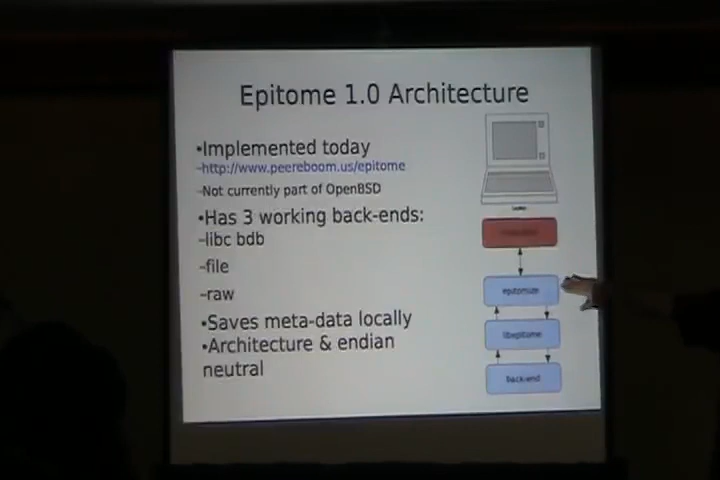 Epitome 1.0 Architecture
•Implemented today
–http://www.peereboom.us/epitome
–Not currently part of OpenBSD
•Has 3 working back-ends:
–libc bdb
–file
–raw
•Saves meta-data locally
•Architecture & endian
neutral
epitomize
libepitome
back-end